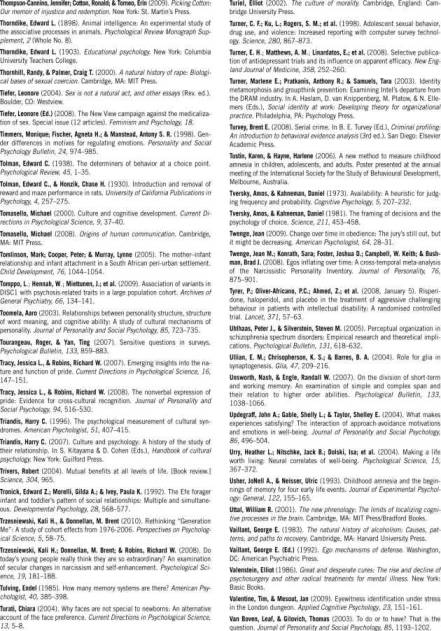 Thompson-Cannino, Jennifer; Cotton, Ronald; & Torneo, Erin (2009). Picking Cotton:
Our memoir of injustice and redemption. New York: St. Martin's Press.
Thorndike, Edward L. (1898). Animal intelligence: An experimental study of
the associative processes in animals. Psychological Review Monograph Sup-
plement, 2 (Whole No. 8).
Thorndike, Edward L. (1903). Educational psychology. New York: Columbia
University Teachers College.
Thornhill, Randy, & Palmer, Craig T. (2000). A natural history of rape: Biologi-
cal bases of sexual coercion. Cambridge, MA: MIT Press.
Tiefer, Leonore (2004). Sex is not a natural act, and other essays (Rev. ed.).
Boulder, CO: Westview.
Tiefer, Leonore (Ed.) (2008). The New View campaign against the medicaliza-
tion of sex. Special issue (12 articles). Feminism and Psychology, 18.
Timmers, Monique; Fischer, Agneta H.; & Manstead, Antony S. R. (1998). Gen-
der differences in motives for regulating emotions. Personality and Social
Psychology Bulletin, 24, 974–985.
Tolman, Edward C. (1938). The determiners of behavior at a choice point.
Psychological Review, 45, 1–35.
Tolman, Edward C., & Honzik, Chase H. (1930). Introduction and removal of
reward and maze performance in rats. University of California Publications in
Psychology, 4, 257–275.
Tomasello, Michael (2000). Culture and cognitive development. Current Di-
rections in Psychological Science, 9, 37–40.
Tomasello, Michael (2008). Origins of human communication. Cambridge,
MA: MIT Press.
Tomlinson, Mark; Cooper, Peter; & Murray, Lynne (2005). The mother–infant
relationship and infant attachment in a South African peri-urban settlement.
Child Development, 76, 1044–1054.
Tomppo, L.; Hennah, W.; Miettunen, J.; et al. (2009). Association of variants in
DISC1 with psychosis-related traits in a large population cohort. Archives of
General Psychiatry, 66, 134–141.
Toomela, Aaro (2003). Relationships between personality structure, structure
of word meaning, and cognitive ability: A study of cultural mechanisms of
personality. Journal of Personality and Social Psychology, 85, 723–735.
Tourangeau, Roger, & Yan, Ting (2007). Sensitive questions in surveys.
Psychological Bulletin, 133, 859–883.
Tracy, Jessica L., & Robins, Richard W. (2007). Emerging insights into the na-
ture and function of pride. Current Directions in Psychological Science, 16,
147–151.
Tracy, Jessica L., & Robins, Richard W. (2008). The nonverbal expression of
pride: Evidence for cross-cultural recognition. Journal of Personality and
Social Psychology, 94, 516–530.
Triandis, Harry C. (1996). The psychological measurement of cultural syn-
dromes. American Psychologist, 51, 407–415.
Triandis, Harry C. (2007). Culture and psychology: A history of the study of
their relationship. In S. Kitayama & D. Cohen (Eds.), Handbook of cultural
psychology. New York: Guilford Press.
Trivers, Robert (2004). Mutual benefits at all levels of life. [Book review.]
Science, 304, 965.
Tronick, Edward Z.; Morelli, Gilda A.; & Ivey, Paula K. (1992). The Efe forager
infant and toddler's pattern of social relationships: Multiple and simultane-
ous. Developmental Psychology, 28, 568–577.
Trzesniewski, Kali H., & Donnellan, M. Brent (2010). Rethinking "Generation
Me": A study of cohort effects from 1976–2006. Perspectives on Psycholog-
ical Science, 5, 58–75.
Trzesniewski, Kali H.; Donnellan, M. Brent; & Robins, Richard W. (2008). Do
today's young people really think they are so extraordinary? An examination
of secular changes in narcissism and self-enhancement. Psychological Sci-
ence, 19, 181–188.
Tulving, Endel (1985). How many memory systems are there? American Psy-
chologist, 40, 385–398.
Turati, Chiara (2004). Why faces are not special to newborns: An alternative
account of the face preference. Current Directions in Psychological Science,
13, 5–8.
Turiel, Elliot (2002). The culture of morality. Cambridge, England: Cam-
bridge University Press.
Turner, C. F.; Ku, L.; Rogers, S. M.; et al. (1998). Adolescent sexual behavior,
drug use, and violence: Increased reporting with computer survey technol-
ogy. Science, 280, 867–873.
Turner, E. H., Matthews, A. M.; Linardatos, E.; et al. (2008). Selective publica-
tion of antidepressant trials and its influence on apparent efficacy. New Eng-
land Journal of Medicine, 358, 252–260.
Turner, Marlene E.; Pratkanis, Anthony R.; & Samuels, Tara (2003). Identity
metamorphosis and groupthink prevention: Examining Intel's departure from
the DRAM industry. In A. Haslam, D. van Knippenberg, M. Platow, & N. Elle-
mers (Eds.), Social identity at work: Developing theory for organizational
practice. Philadelphia, PA: Psychology Press.
Turvey, Brent E. (2008). Serial crime. In B. E. Turvey (Ed.), Criminal profiling:
An introduction to behavioral evidence analysis (3rd ed.). San Diego: Elsevier
Academic Press.
Tustin, Karen, & Hayne, Harlene (2006). A new method to measure childhood
amnesia in children, adolescents, and adults. Poster presented at the annual
meeting of the International Society for the Study of Behavioural Development,
Melbourne, Australia.
Tversky, Amos, & Kahneman, Daniel (1973). Availability: A heuristic for judg-
ing frequency and probability. Cognitive Psychology, 5, 207–232.
Tversky, Amos, & Kahneman, Daniel (1981). The framing of decisions and the
psychology of choice. Science, 211, 453–458.
Twenge, Jean (2009). Change over time in obedience: The jury's still out, but
it might be decreasing. American Psychologist, 64, 28–31.
Twenge, Jean M.; Konrath, Sara; Foster, Joshua D.; Campbell, W. Keith; & Bush-
man, Brad J. (2008). Egos inflating over time: A cross-temporal meta-analysis
of the Narcissistic Personality Inventory. Journal of Personality, 76,
875–901.
Tyrer, P.; Oliver-Africano, P.C.; Ahmed, Z.; et al. (2008, January 5). Risperi-
done, haloperidol, and placebo in the treatment of aggressive challenging
behaviour in patients with intellectual disability: A randomised controlled
trial. Lancet, 371, 57–63.
Uhlhaas, Peter J., & Silverstein, Steven M. (2005). Perceptual organization in
schizophrenia spectrum disorders: Empirical research and theoretical impli-
cations. Psychological Bulletin, 131, 618–632.
Ullian, E. M.; Chrisopherson, K. S.; & Barres, B. A. (2004). Role for glia in
synaptogenesis. Glia, 47, 209–216.
Unsworth, Nash, & Engle, Randall W. (2007). On the division of short-term
and working memory: An examination of simple and complex span and
their relation to higher order abilities. Psychological Bulletin, 133,
1038–1066.
Updegraff, John A.; Gable, Shelly L.; & Taylor, Shelley E. (2004). What makes
experiences satisfying? The interaction of approach-avoidance motivations
and emotions in well-being. Journal of Personality and Social Psychology,
86, 496–504.
Urry, Heather L.; Nitschke, Jack B.; Dolski, Isa; et al. (2004). Making a life
worth living: Neural correlates of well-being. Psychological Science, 15,
367–372.
Usher, JoNell A., & Neisser, Ulric (1993). Childhood amnesia and the begin-
nings of memory for four early life events. Journal of Experimental Psychol-
ogy: General, 122, 155–165.
Uttal, William R. (2001). The new phrenology: The limits of localizing cogni-
tive processes in the brain. Cambridge, MA: MIT Press/Bradford Books.
Vaillant, George E. (1983). The natural history of alcoholism: Causes, pat-
terns, and paths to recovery. Cambridge, MA: Harvard University Press.
Vaillant, George E. (Ed.) (1992). Ego mechanisms of defense. Washington,
DC: American Psychiatric Press.
Valenstein, Elliot (1986). Great and desperate cures: The rise and decline of
psychosurgery and other radical treatments for mental illness. New York:
Basic Books.
Valentine, Tim, & Mesout, Jan (2009). Eyewitness identification under stress
in the London dungeon. Applied Cognitive Psychology, 23, 151–161.
Van Boven, Leaf, & Gilovich, Thomas (2003). To do or to have? That is the
question. Journal of Personality and Social Psychology, 85, 1193–1202.